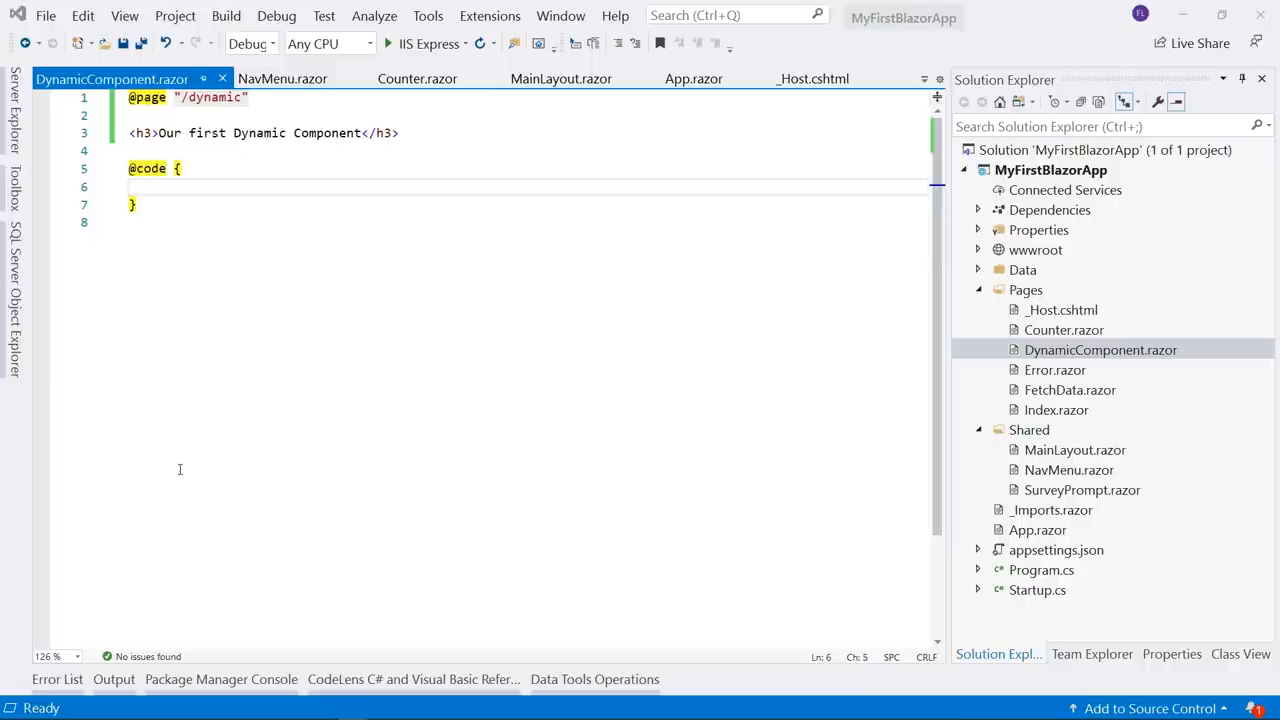 File Edit View Project Build Debug Test Analyze Tools Extensions Window Help Search (Ctrl+Q) MyFirstBlazorApp FL
Debug Any CPU IIS Express Live Share
DynamicComponent.razor NavMenu.razor Counter.razor MainLayout.razor App.razor _Host.cshtml
1 @page "/dynamic"
2
3 <h3>Our first Dynamic Component</h3>
4
5 @code {
6
7 }
8
Server Explorer
Toolbox
SQL Server Object Explorer
126 % No issues found Ln: 6 Ch: 5 SPC CRLF
Error List Output Package Manager Console CodeLens C# and Visual Basic Refer... Data Tools Operations
Solution Explorer
Search Solution Explorer (Ctrl+;)
Solution 'MyFirstBlazorApp' (1 of 1 project)
MyFirstBlazorApp
Connected Services
Dependencies
Properties
wwwroot
Data
Pages
_Host.cshtml
Counter.razor
DynamicComponent.razor
Error.razor
FetchData.razor
Index.razor
Shared
MainLayout.razor
NavMenu.razor
SurveyPrompt.razor
_Imports.razor
App.razor
appsettings.json
C# Program.cs
C# Startup.cs
Solution Expl... Team Explorer Properties Class View
Ready Add to Source Control 1